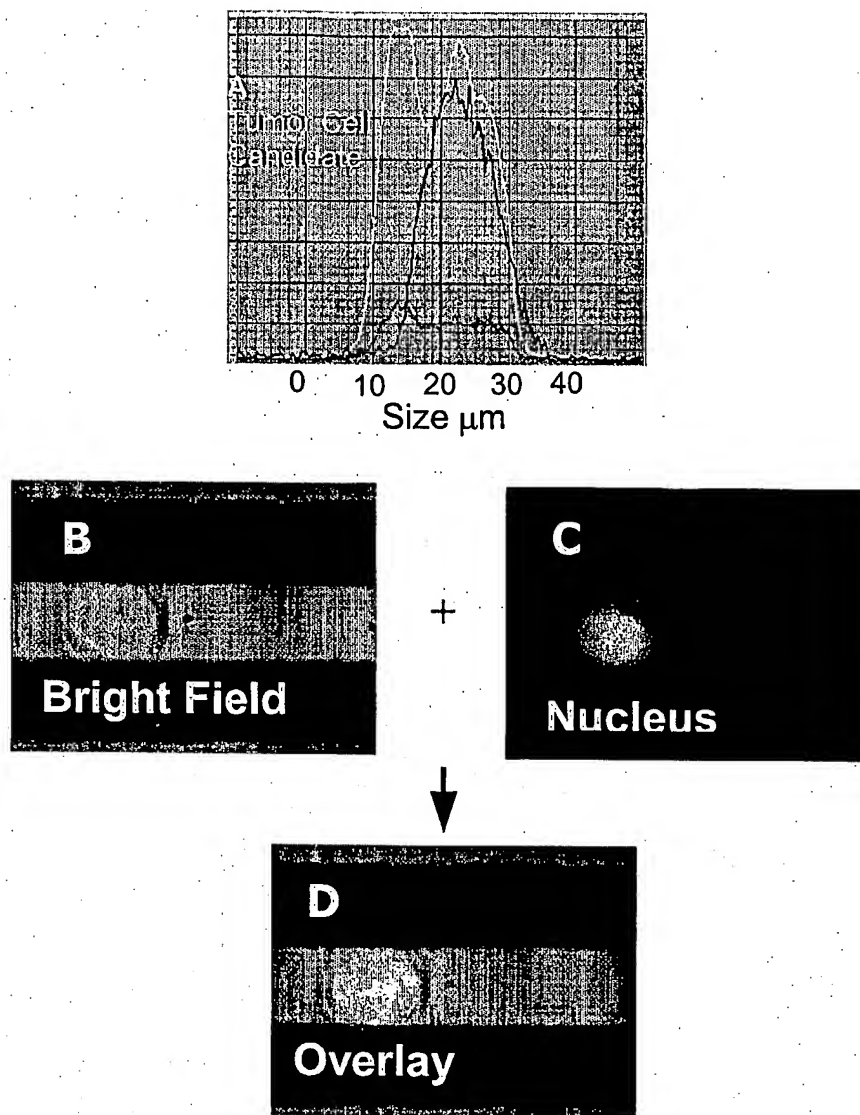 A
Tumor Cell
Candidate
0 10 20 30 40
Size μm
B
Bright Field
+
C
Nucleus
D
Overlay